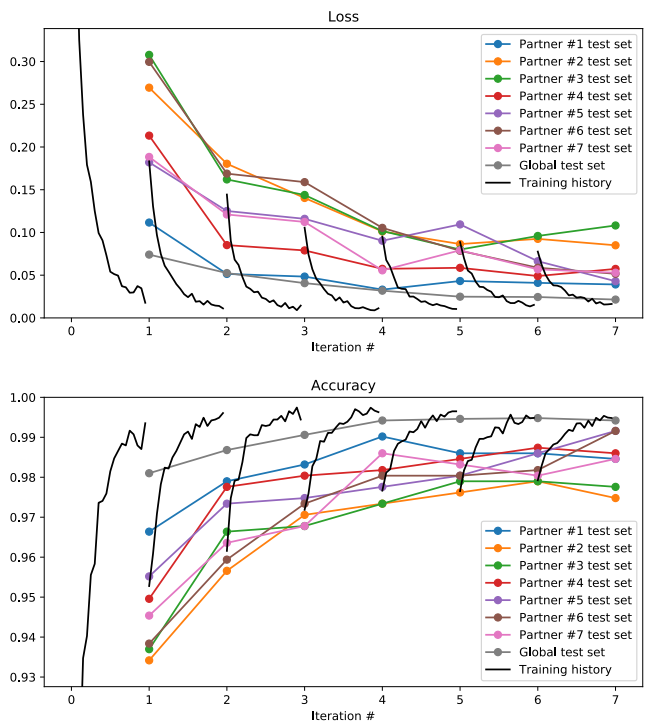 Loss
0.30
0.25
0.20
0.15
0.10
0.05
0.00
Partner #1 test set
Partner #2 test set
Partner #3 test set
Partner #4 test set
Partner #5 test set
Partner #6 test set
Partner #7 test set
Global test set
Training history
0 1 2 3 4 5 6 7
Iteration #
Accuracy
1.00
0.99
0.98
0.97
0.96
0.95
0.94
0.93
Partner #1 test set
Partner #2 test set
Partner #3 test set
Partner #4 test set
Partner #5 test set
Partner #6 test set
Partner #7 test set
Global test set
Training history
0 1 2 3 4 5 6 7
Iteration #